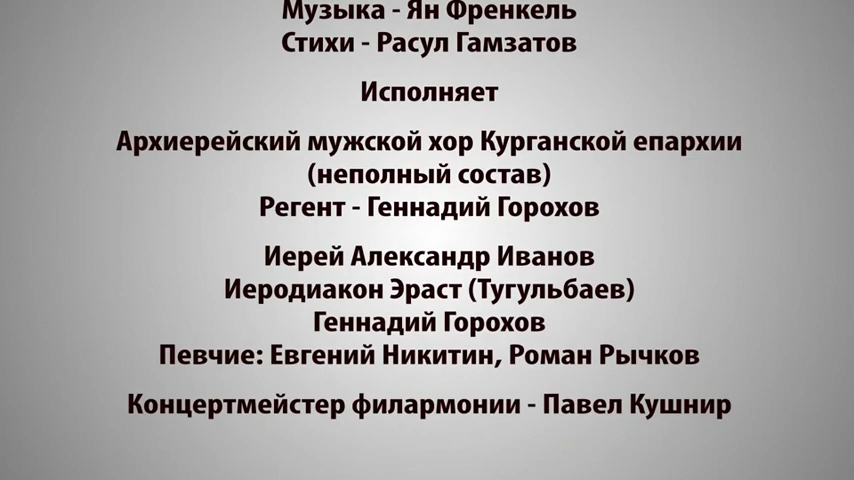 Музыка - Ян Френкель
Стихи - Расул Гамзатов
Исполняет
Архиерейский мужской хор Курганской епархии
(неполный состав)
Регент - Геннадий Горохов
Иерей Александр Иванов
Иеродиакон Эраст (Тугульбаев)
Геннадий Горохов
Певчие: Евгений Никитин, Роман Рычков
Концертмейстер филармонии - Павел Кушнир